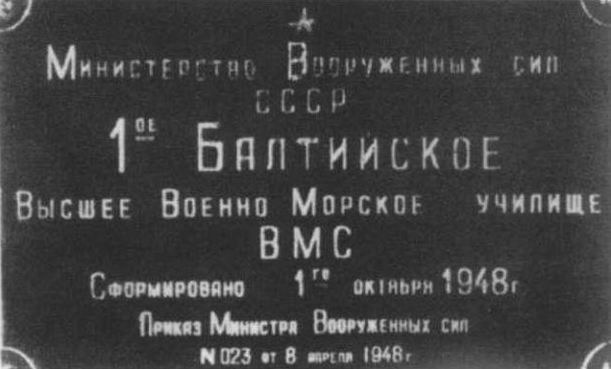 Министерство Вооруженных сил
СССР
1ое Балтийское
Высшее Военно Морское училище
ВМС
Сформировано 1го октября 1948г
Приказ Министра Вооруженных сил
N 023 от 8 апреля 1948г